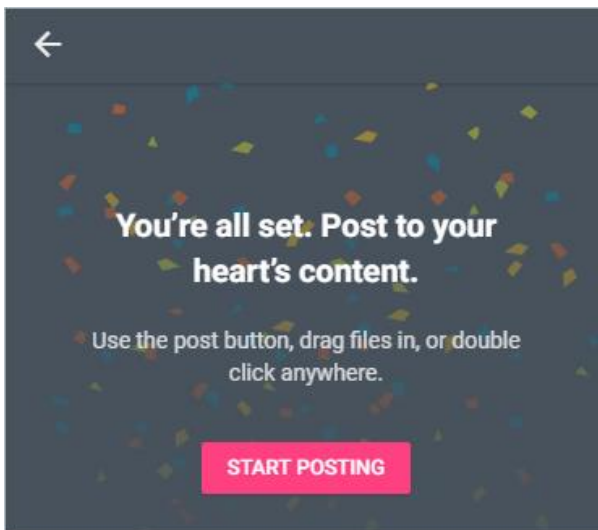 You’re all set. Post to your
heart’s content.
Use the post button, drag files in, or double
click anywhere.
START POSTING